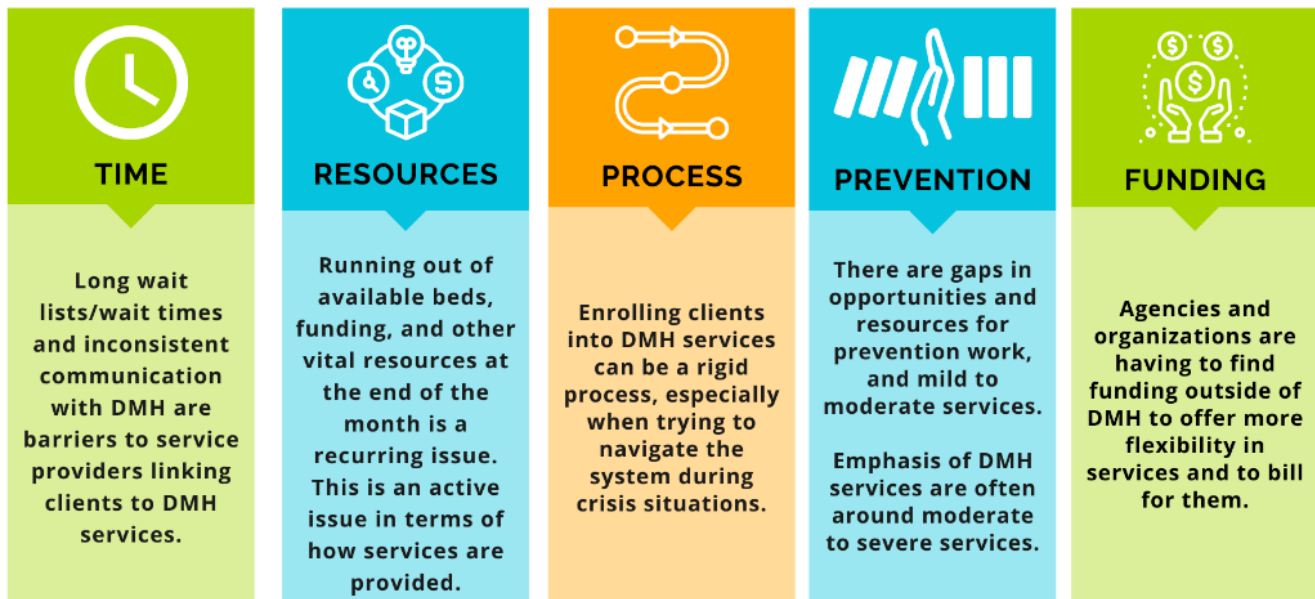 TIME
Long wait
lists/wait times
and inconsistent
communication
with DMH are
barriers to service
providers linking
clients to DMH
services.
RESOURCES
Running out of
available beds,
funding, and other
vital resources at
the end of the
month is a
recurring issue.
This is an active
issue in terms of
how services are
provided.
PROCESS
Enrolling clients
into DMH services
can be a rigid
process, especially
when trying to
navigate the
system during
crisis situations.
PREVENTION
There are gaps in
opportunities and
resources for
prevention work,
and mild to
moderate services.
Emphasis of DMH
services are often
around moderate
to severe services.
FUNDING
Agencies and
organizations are
having to find
funding outside of
DMH to offer more
flexibility in
services and to bill
for them.